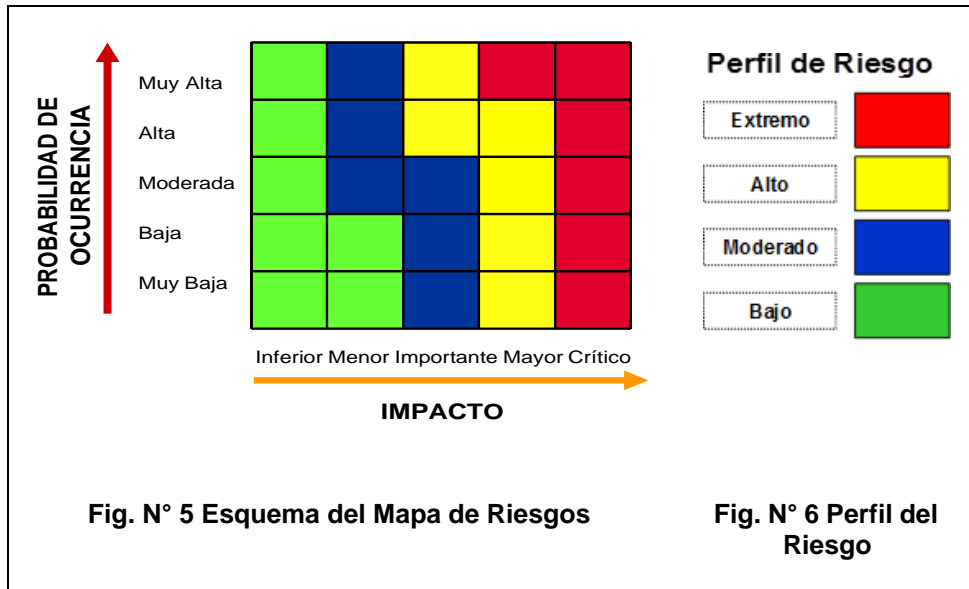 PROBABILIDAD DE
OCURRENCIA
Muy Alta
Alta
Moderada
Baja
Muy Baja
Inferior Menor Importante Mayor Crítico
IMPACTO
Fig. N° 5 Esquema del Mapa de Riesgos
Perfil de Riesgo
Extremo
Alto
Moderado
Bajo
Fig. N° 6 Perfil del
Riesgo